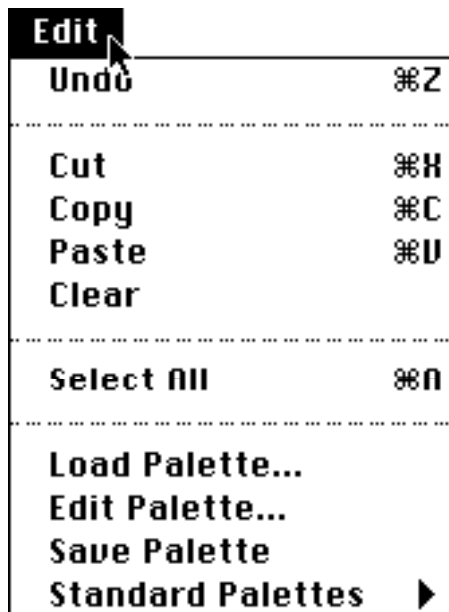 Edit
Undo ⌘Z
Cut ⌘X
Copy ⌘C
Paste ⌘V
Clear
Select All ⌘A
Load Palette...
Edit Palette...
Save Palette
Standard Palettes ▶